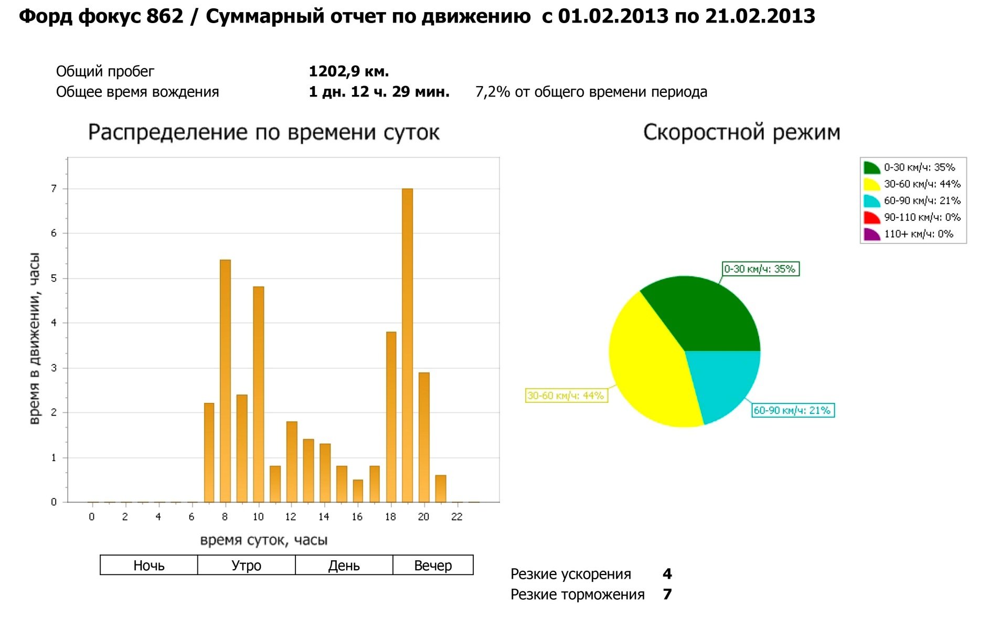 Форд фокус 862 / Суммарный отчет по движению с 01.02.2013 по 21.02.2013
Общий пробег 1202,9 км.
Общее время вождения 1 дн. 12 ч. 29 мин. 7,2% от общего времени периода
Распределение по времени суток
время в движении, часы
7
6
5
4
3
2
1
0
0 2 4 6 8 10 12 14 16 18 20 22
время суток, часы
Ночь Утро День Вечер
Скоростной режим
0-30 км/ч: 35%
30-60 км/ч: 44%
60-90 км/ч: 21%
90-110 км/ч: 0%
110+ км/ч: 0%
0-30 км/ч: 35%
30-60 км/ч: 44%
60-90 км/ч: 21%
Резкие ускорения 4
Резкие торможения 7